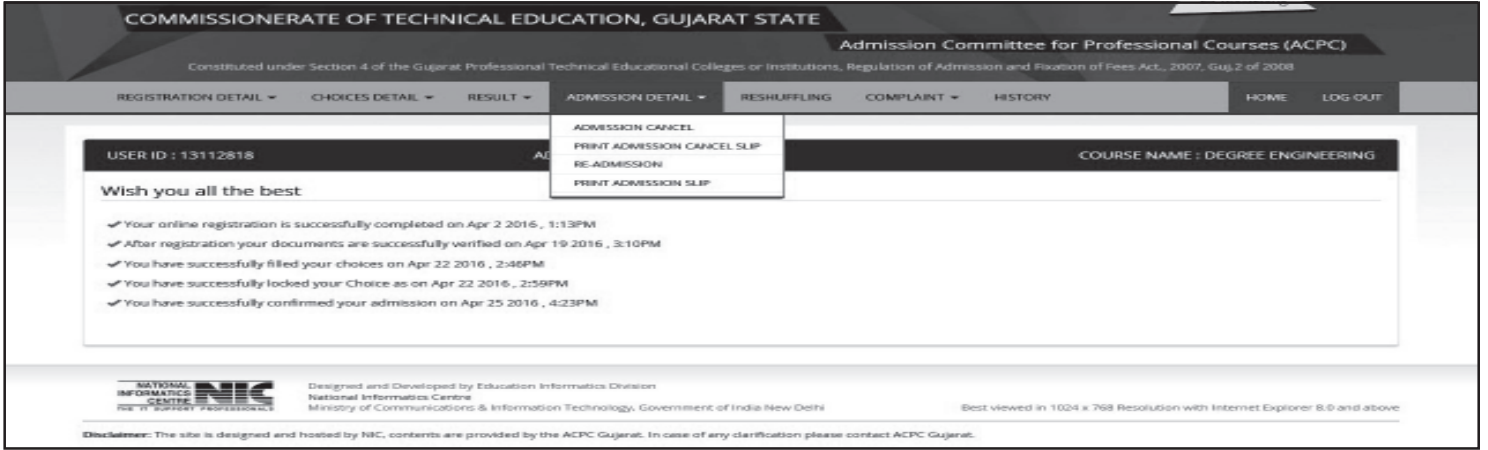 COMMISSIONERATE OF TECHNICAL EDUCATION, GUJARAT STATE
Admission Committee for Professional Courses (ACPC)
Constituted under Section 4 of the Gujarat Professional Technical Educational Colleges or Institutions, Regulation of Admission and Fixation of Fees Act., 2007, Guj.2 of 2008
REGISTRATION DETAIL CHOICES DETAIL RESULT ADMISSION DETAIL RESHUFFLING COMPLAINT HISTORY HOME LOG OUT
ADMISSION CANCEL
PRINT ADMISSION CANCEL SLIP
RE-ADMISSION
PRINT ADMISSION SLIP
USER ID : 13112818 COURSE NAME : DEGREE ENGINEERING
Wish you all the best
✔ Your online registration is successfully completed on Apr 2 2016 , 1:13PM
✔ After registration your documents are successfully verified on Apr 19 2016 , 3:10PM
✔ You have successfully filled your choices on Apr 22 2016 , 2:46PM
✔ You have successfully locked your Choice as on Apr 22 2016 , 2:59PM
✔ You have successfully confirmed your admission on Apr 25 2016 , 4:23PM
NATIONAL
INFORMATICS
CENTRE
NIC
THE IT SUPPORT PROFESSIONALS
Designed and Developed by Education Informatics Division
National Informatics Centre
Ministry of Communications & Information Technology, Government of India New Delhi
Best viewed in 1024 x 768 Resolution with Internet Explorer 8.0 and above
Disclaimer: The site is designed and hosted by NIC, contents are provided by the ACPC Gujarat. In case of any clarification please contact ACPC Gujarat.